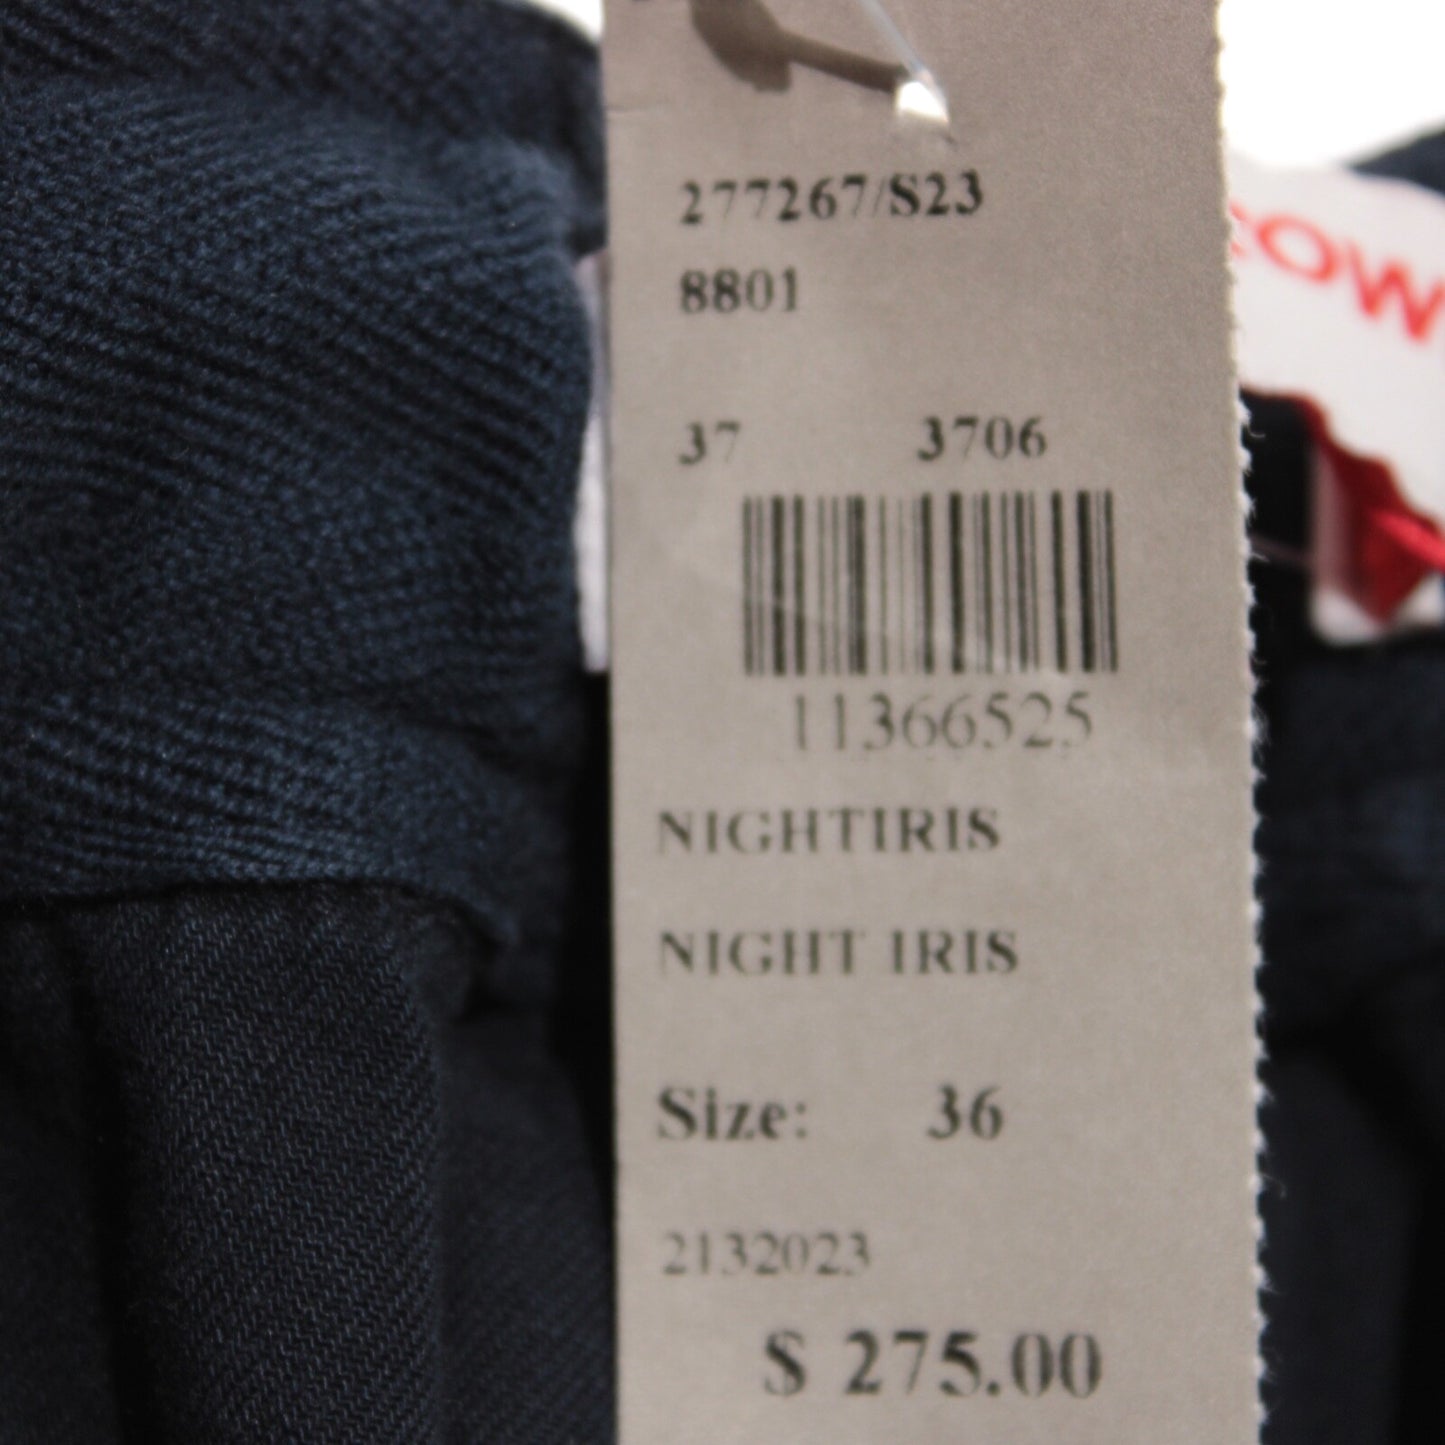 277267/S23
8801
37 3706
11366525
NIGHTIRIS
NIGHT IRIS
Size: 36
2132023
$ 275.00